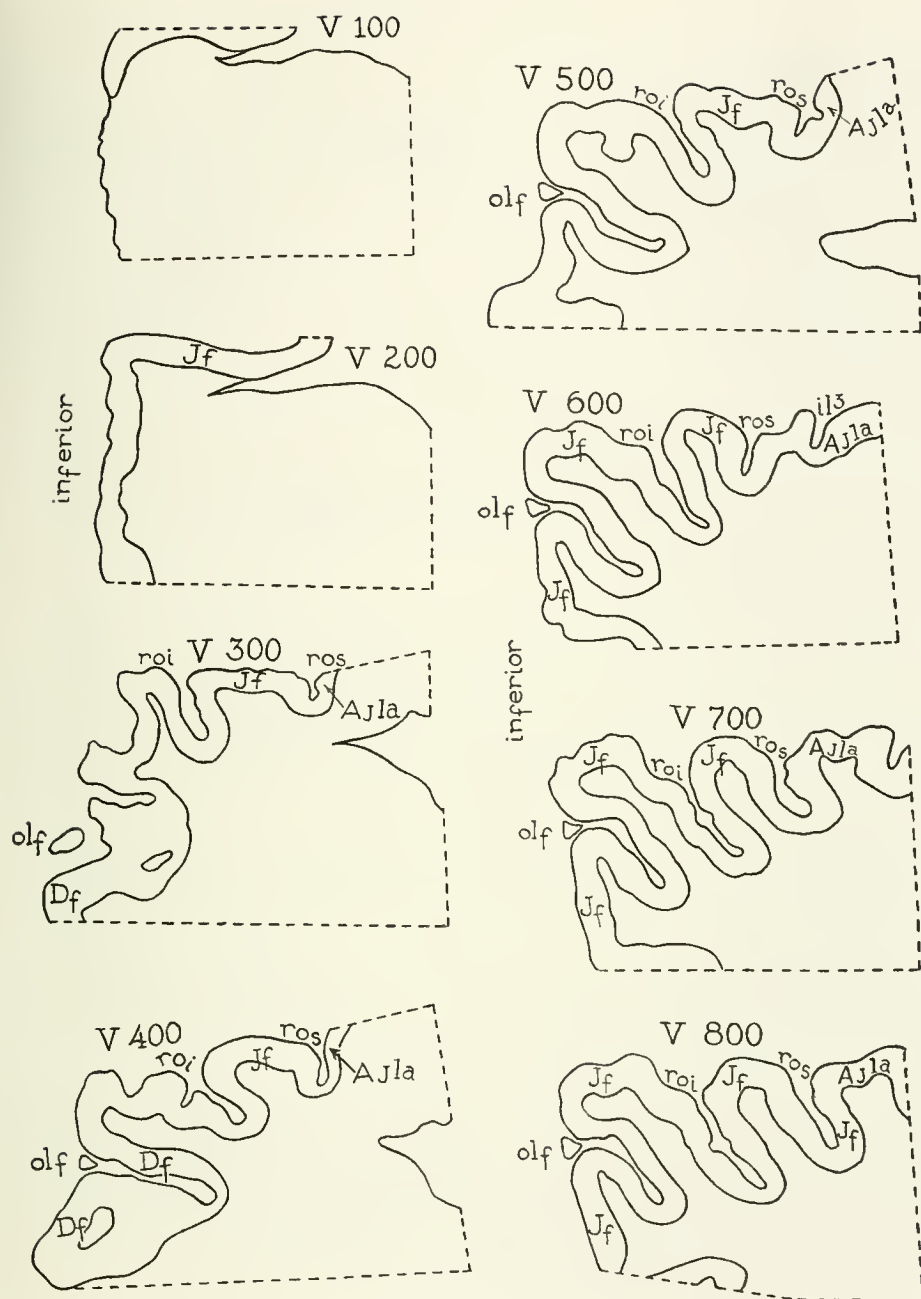 V 100
V 200
Jf
inferior
roi
V 300
ros
Jf
AJla
olf
Df
V 400
roi
ros
Jf
AJla
olf
Df
Df
V 500
roi
Jf
ros
AJla
olf
V 600
Jf
roi
Jf
ros
il3
AJla
olf
Jf
inferior
V 700
Jf
roi
Jf
ros
AJla
olf
Jf
V 800
Jf
roi
Jf
ros
AJla
Jf
olf
Jf